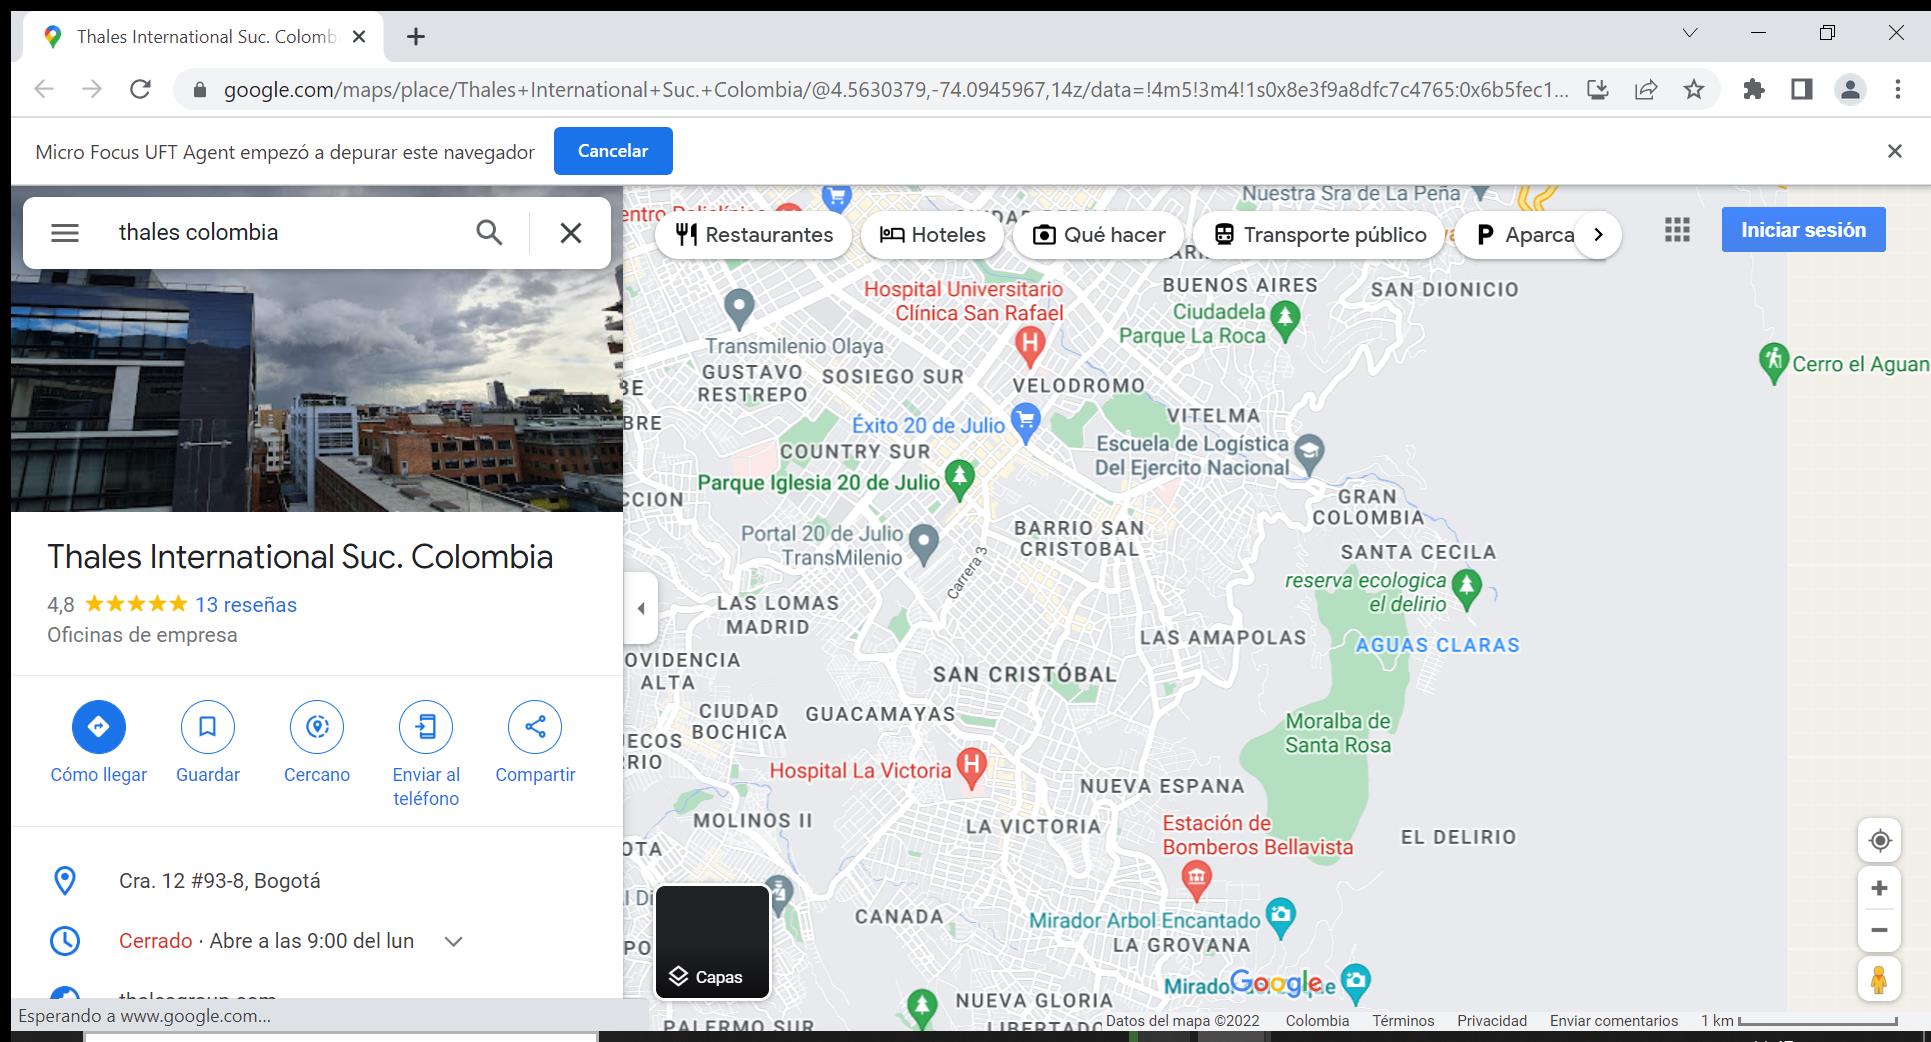 Thales International Suc. Colomb
google.com/maps/place/Thales+International+Suc.+Colombia/@4.5630379,-74.0945967,14z/data=!4m5!3m4!1s0x8e3f9a8dfc7c4765:0x6b5fec1...
Micro Focus UFT Agent empezó a depurar este navegador
Cancelar
thales colombia
Restaurantes
Hoteles
Qué hacer
Transporte público
P Aparca
Iniciar sesión
Thales International Suc. Colombia
4,8
13 reseñas
Oficinas de empresa
Cómo llegar
Guardar
Cercano
Enviar al
teléfono
Compartir
Cra. 12 #93-8, Bogotá
Cerrado · Abre a las 9:00 del lun
Esperando a www.google.com...
Nuestra Sra de La Peña
BUENOS AIRES
SAN DIONICIO
Hospital Universitario
Clínica San Rafael
H
Ciudadela
Parque La Roca
Transmilenio Olaya
Cerro el Aguan
GUSTAVO
RESTREPO
SOSIEGO SUR
VELODROMO
BRE
Éxito 20 de Julio
VITELMA
COUNTRY SUR
Escuela de Logística
Del Ejercito Nacional
Parque Iglesia 20 de Julio
CCION
GRAN
COLOMBIA
Portal 20 de Julio
TransMilenio
BARRIO SAN
CRISTOBAL
SANTA CECILA
Carrera 3
reserva ecologica
el delirio
LAS LOMAS
MADRID
LAS AMAPOLAS
AGUAS CLARAS
OVIDENCIA
ALTA
SAN CRISTÓBAL
CIUDAD
BOCHICA
GUACAMAYAS
Moralba de
Santa Rosa
JECOS
RRIO
Hospital La Victoria
H
NUEVA ESPANA
MOLINOS II
LA VICTORIA
Estación de
Bomberos Bellavista
EL DELIRIO
OTA
CANADA
Mirador Arbol Encantado
LA GROVANA
PO
Capas
Mirador
Google
NUEVA GLORIA
PALERMO SUR
LIBERTADO
Datos del mapa ©2022
Colombia
Términos
Privacidad
Enviar comentarios
1 km